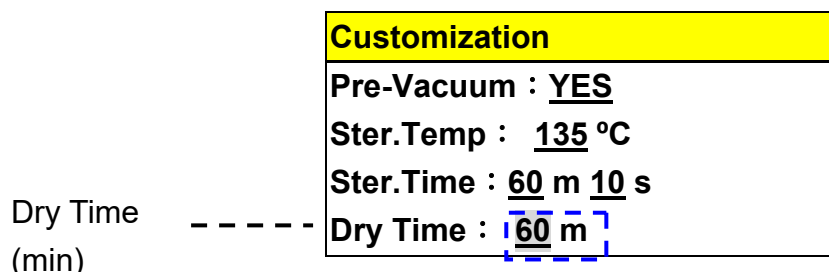 Customization
Pre-Vacuum：YES
Ster.Temp： 135 ºC
Ster.Time：60 m 10 s
Dry Time： 60 m
Dry Time
(min)